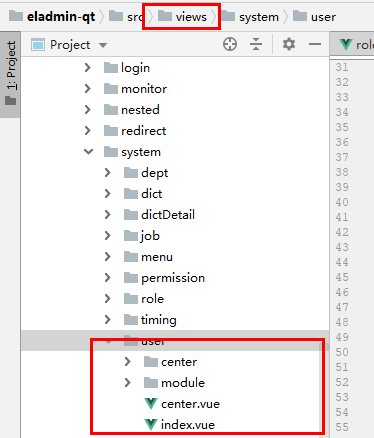 eladmin-qt src views system user
1: Project
Project
login
monitor
nested
redirect
system
dept
dict
dictDetail
job
menu
permission
role
timing
user
center
module
center.vue
index.vue
31
32
33
34
35
36
37
38
39
40
41
42
43
44
45
46
47
48
49
50
51
52
53
54
55